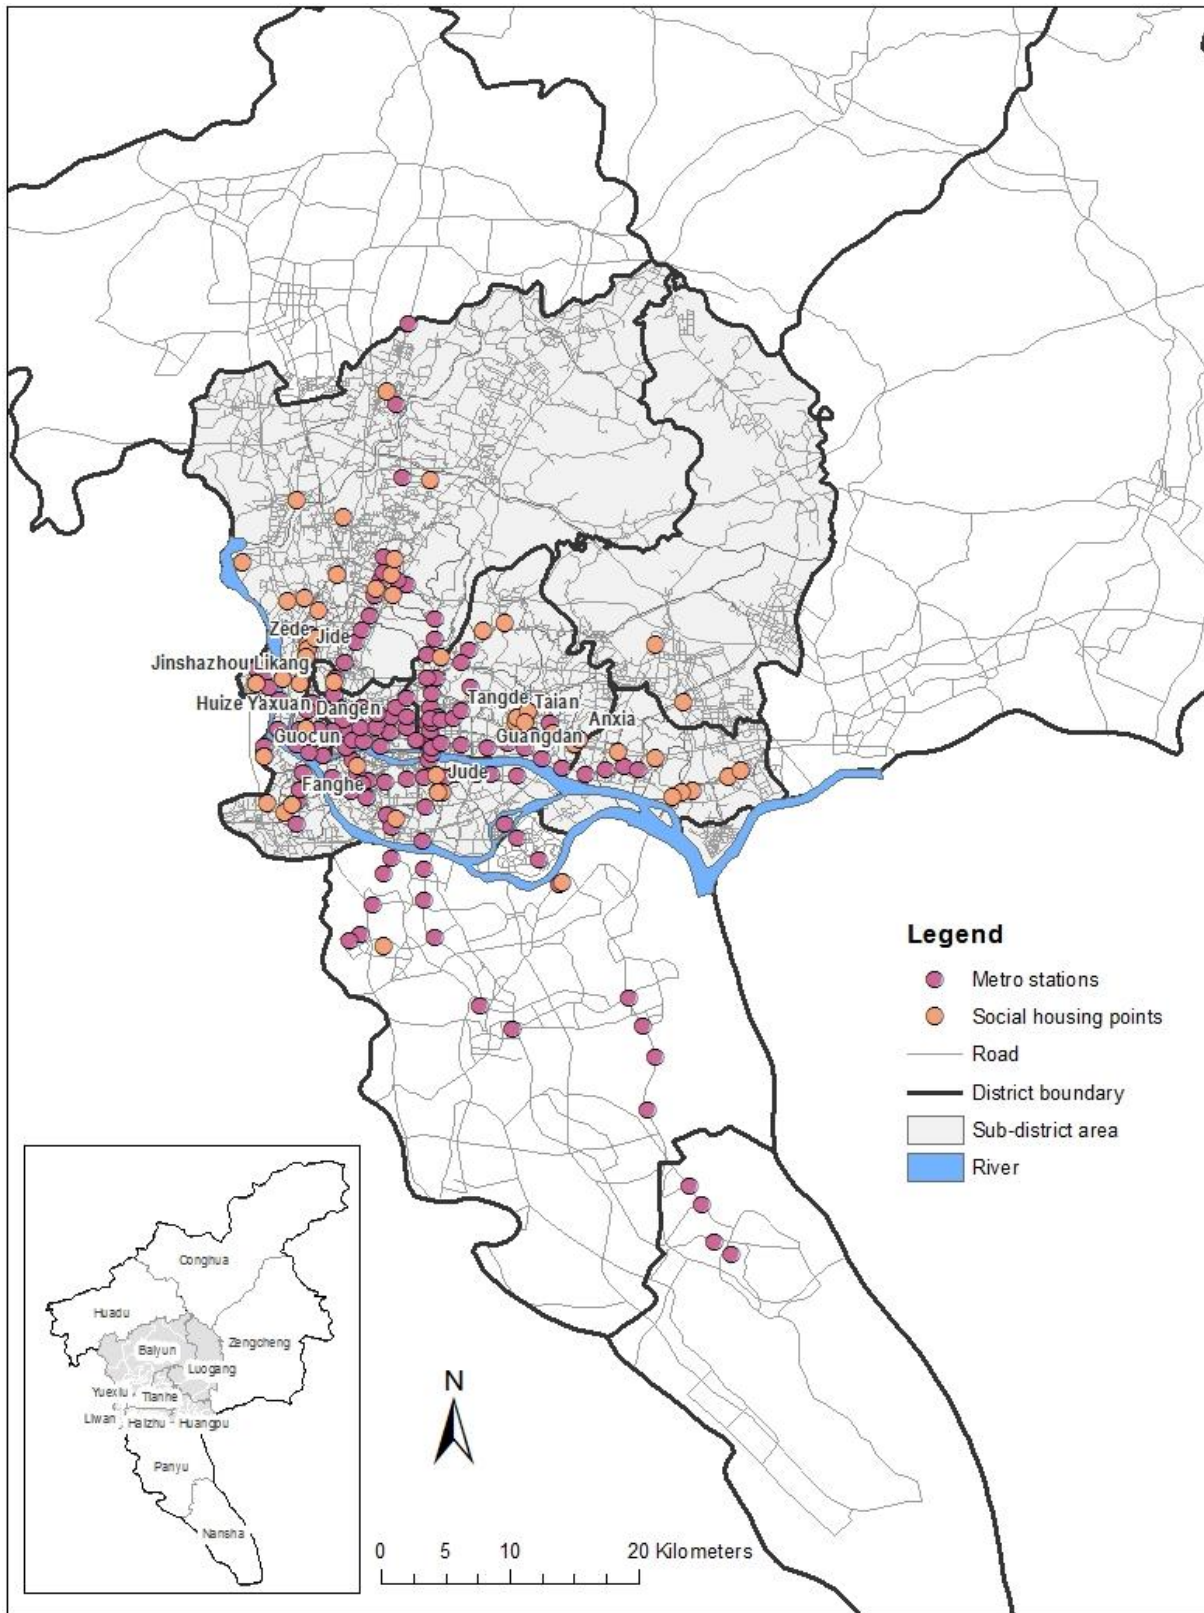 Zede
Jide
Jinshazhou Likang
Huize Yaxuan
Dangen
Tangde
Taian
Anxia
Guocun
Guangdan
Fanghe
Jude
Legend
Metro stations
Social housing points
Road
District boundary
Sub-district area
River
Conghua
Huadu
Zengcheng
Baiyun
Luogang
Yuexiu
Tianhe
Liwan
Haizhu
Huangpu
Panyu
Nansha
N
0 5 10 20 Kilometers